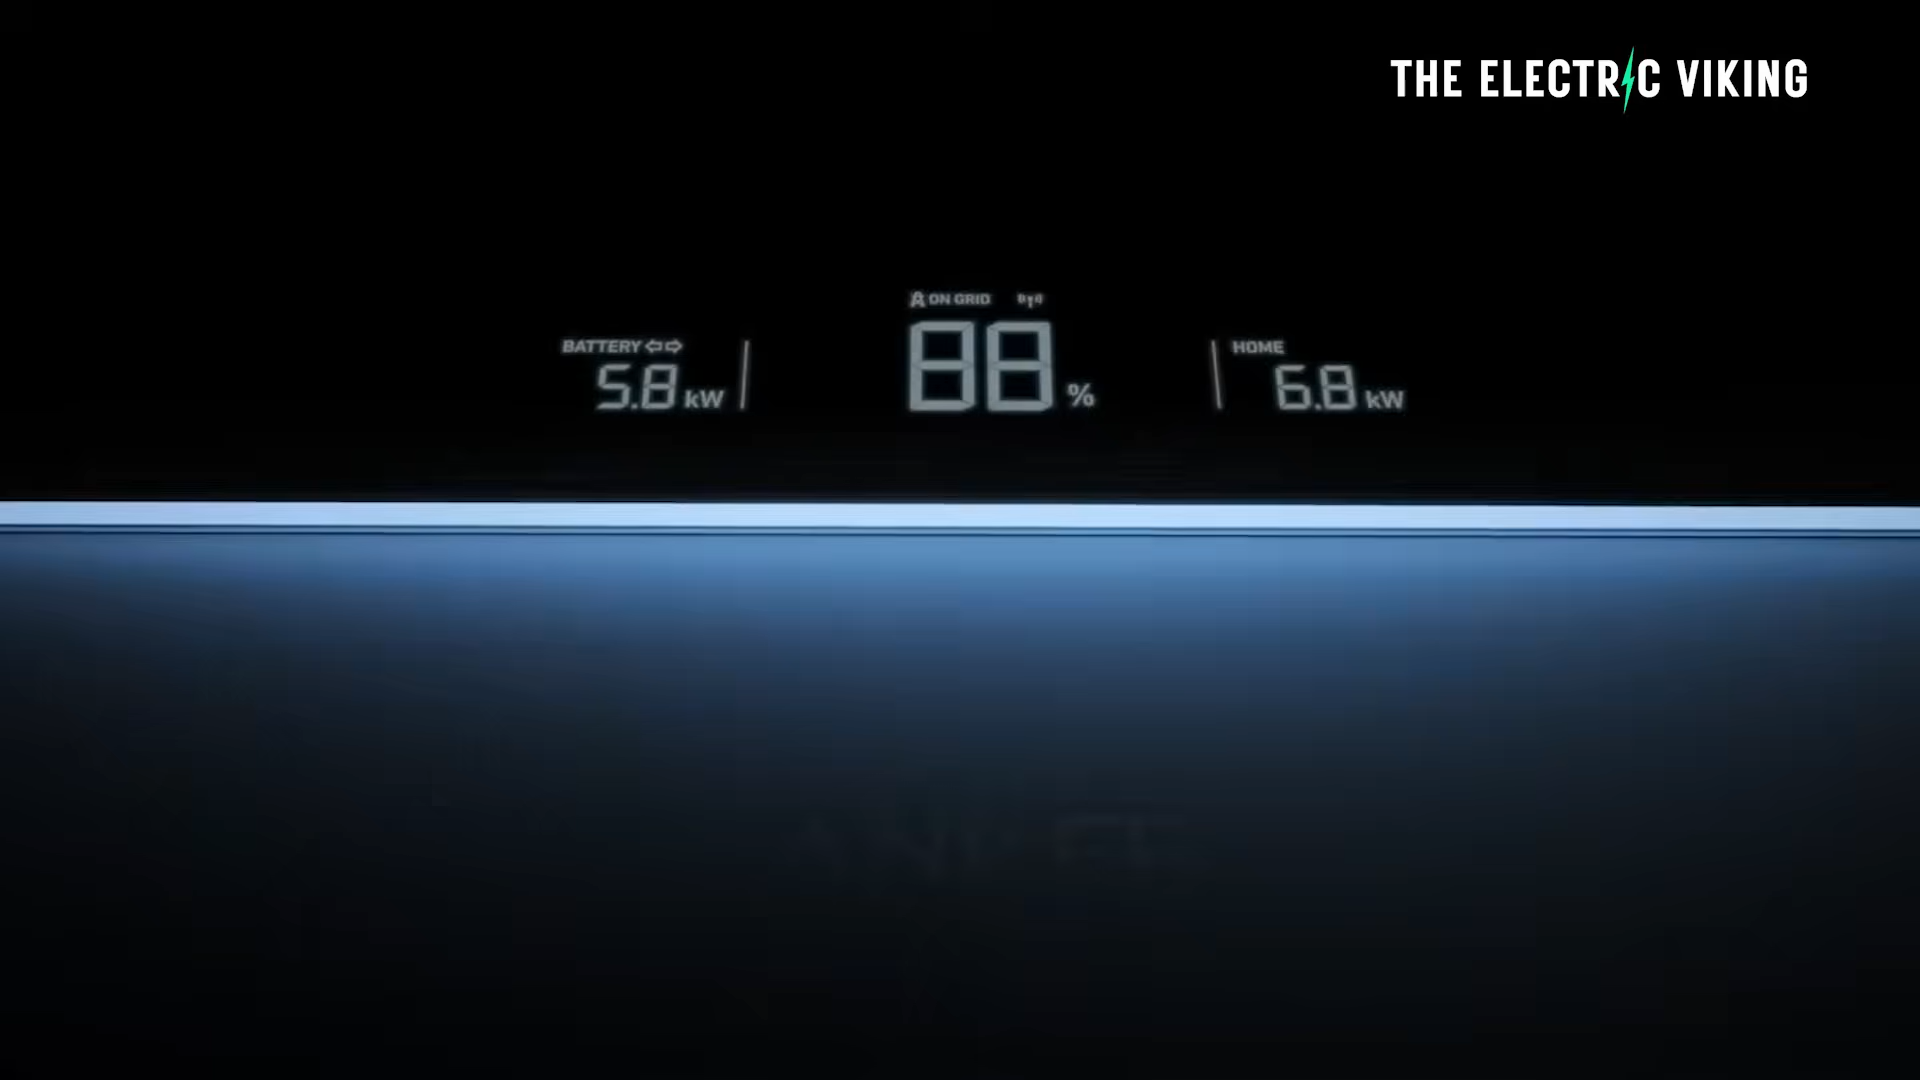 THE ELECTRIC VIKING
ON GRID
88%
BATTERY
5.8 kW
HOME
6.8 kW